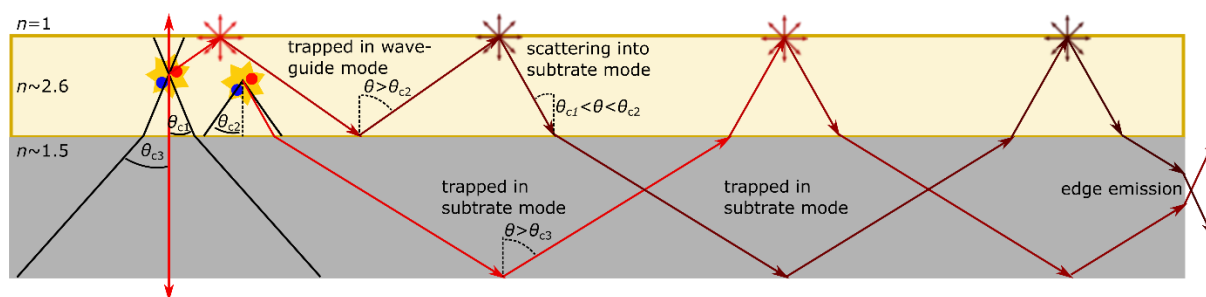 n=1
trapped in wave-
guide mode
scattering into
subtrate mode
n~2.6
θ>θc2
θc1<θ<θc2
θc1
θc2
n~1.5
θc3
trapped in
subtrate mode
trapped in
subtrate mode
edge emission
θ>θc3